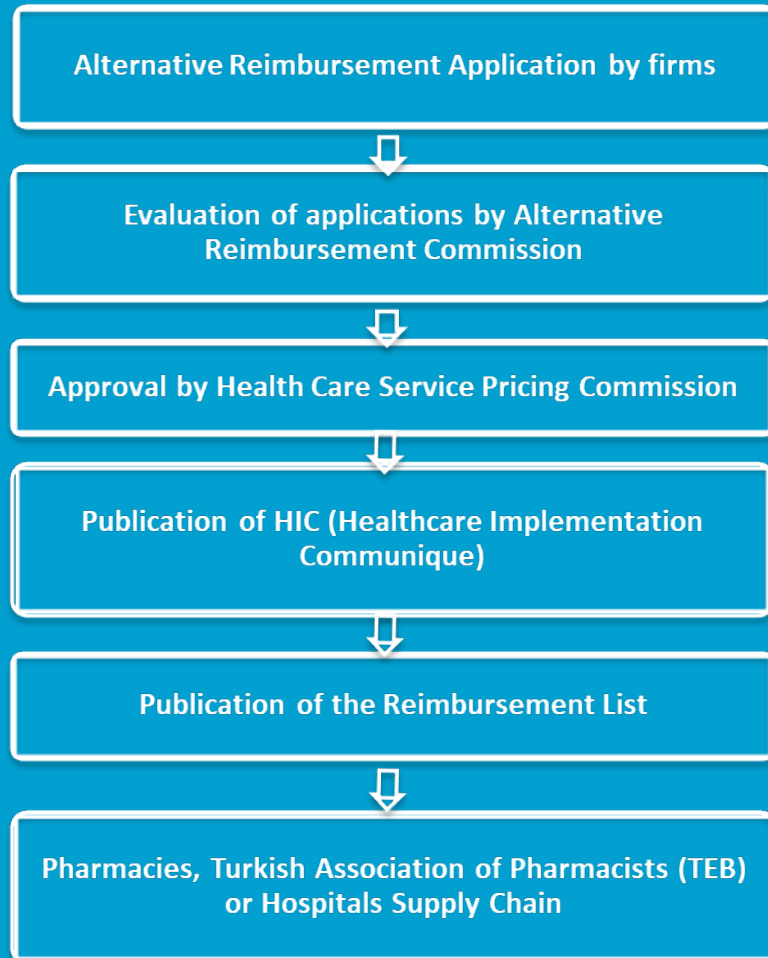 Alternative Reimbursement Application by firms
Evaluation of applications by Alternative
Reimbursement Commission
Approval by Health Care Service Pricing Commission
Publication of HIC (Healthcare Implementation
Communique)
Publication of the Reimbursement List
Pharmacies, Turkish Association of Pharmacists (TEB)
or Hospitals Supply Chain